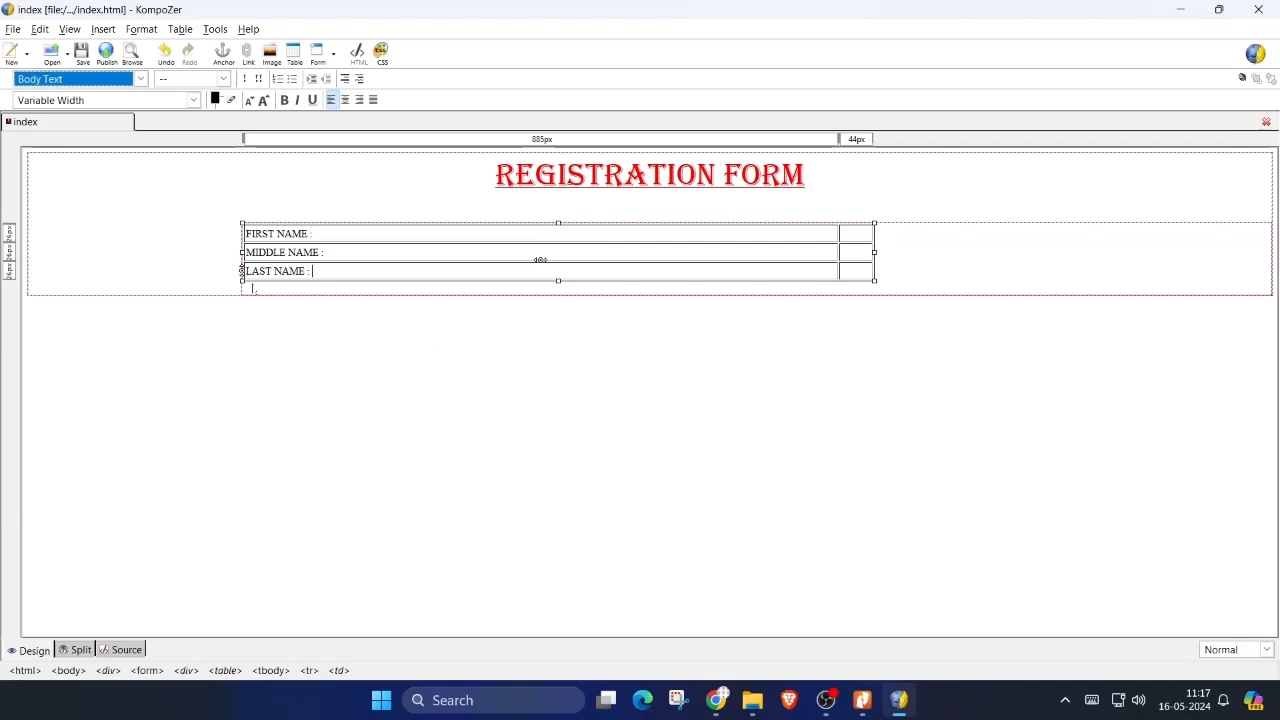 index [file:/.../index.html] - KompoZer
File Edit View Insert Format Table Tools Help
New Open Save Publish Browse Undo Redo Anchor Link Image Table Form HTML CSS
Body Text --
Variable Width
B I U
index
885px 44px
REGISTRATION FORM
26px FIRST NAME :
26px MIDDLE NAME :
26px LAST NAME :
Design Split Source Normal
<html> <body> <div> <form> <div> <table> <tbody> <tr> <td>
Search
11:17
16-05-2024